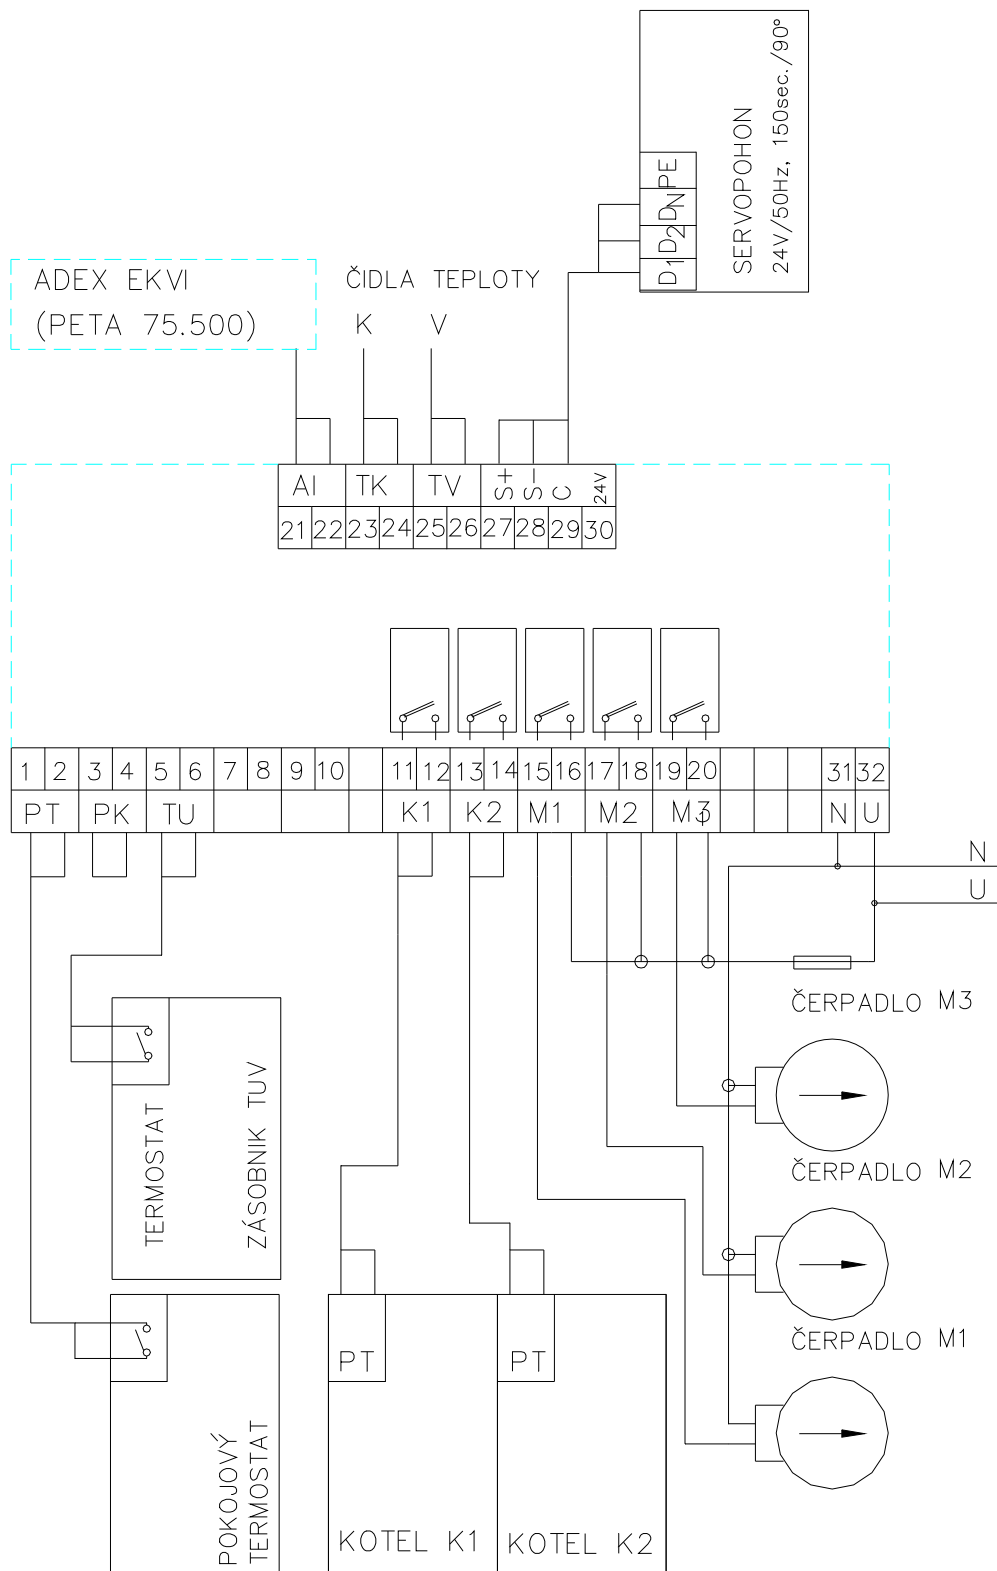 SERVOPOHON
24V/50Hz, 150sec./90°
D1 D2 DN PE
ADEX EKVI
(PETA 75.500)
ČIDLA TEPLOTY
K V
AI TK TV S+ S- C 24V
21 22 23 24 25 26 27 28 29 30
1 2 3 4 5 6 7 8 9 10 11 12 13 14 15 16 17 18 19 20 31 32
PT PK TU K1 K2 M1 M2 M3 N U
N
U
ČERPADLO M3
ČERPADLO M2
ČERPADLO M1
TERMOSTAT
ZÁSOBNIK TUV
POKOJOVÝ
TERMOSTAT
PT PT
KOTEL K1 KOTEL K2